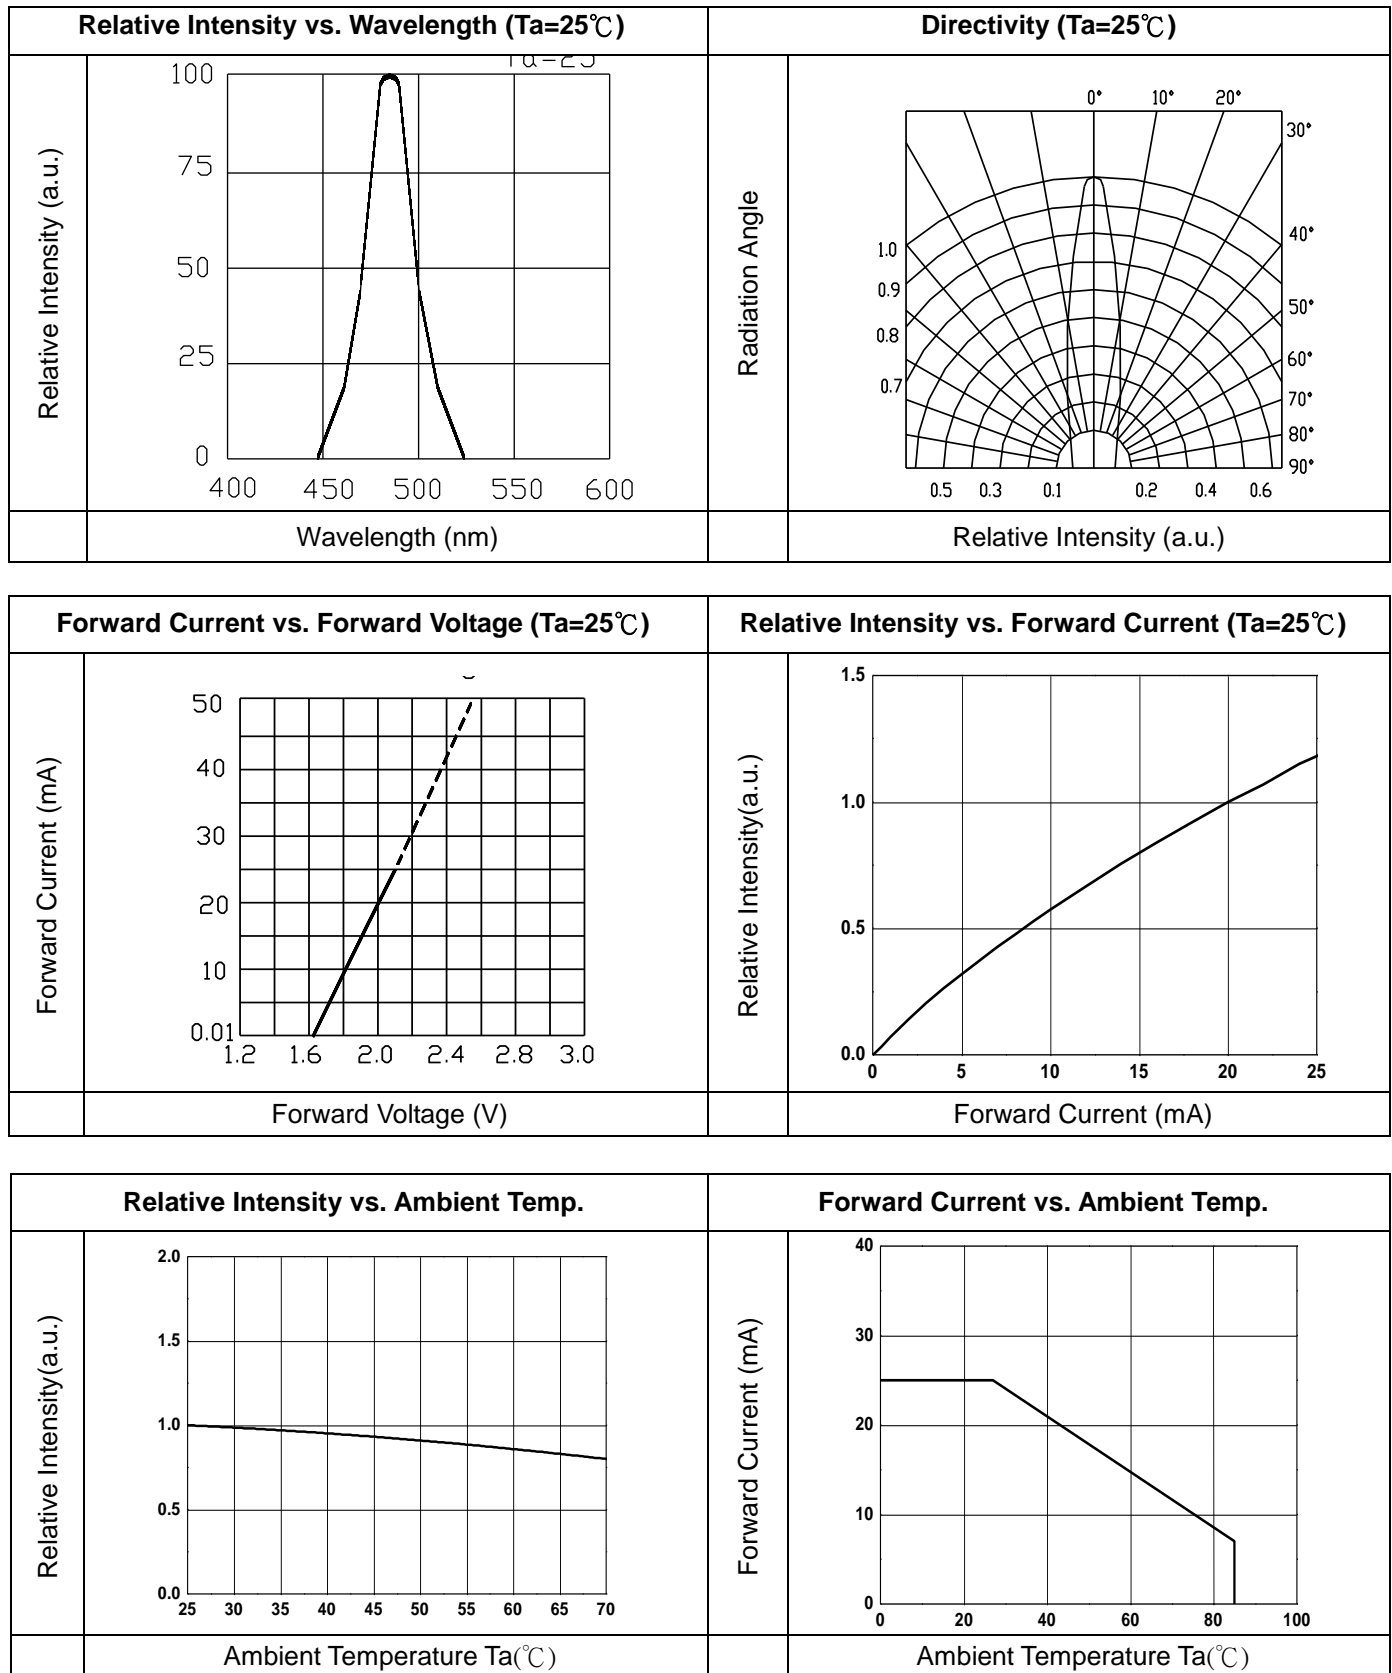 Relative Intensity vs. Wavelength (Ta=25℃)
Directivity (Ta=25℃)
Relative Intensity (a.u.)
100
75
50
25
0
400 450 500 550 600
Wavelength (nm)
Radiation Angle
0° 10° 20°
30°
40°
50°
60°
70°
80°
90°
1.0
0.9
0.8
0.7
0.5 0.3 0.1 0.2 0.4 0.6
Relative Intensity (a.u.)
Forward Current vs. Forward Voltage (Ta=25℃)
Relative Intensity vs. Forward Current (Ta=25℃)
Forward Current (mA)
50
40
30
20
10
0.01
1.2 1.6 2.0 2.4 2.8 3.0
Forward Voltage (V)
Relative Intensity(a.u.)
1.5
1.0
0.5
0.0
0 5 10 15 20 25
Forward Current (mA)
Relative Intensity vs. Ambient Temp.
Forward Current vs. Ambient Temp.
Relative Intensity(a.u.)
2.0
1.5
1.0
0.5
0.0
25 30 35 40 45 50 55 60 65 70
Ambient Temperature Ta(℃)
Forward Current (mA)
40
30
20
10
0
0 20 40 60 80 100
Ambient Temperature Ta(℃)